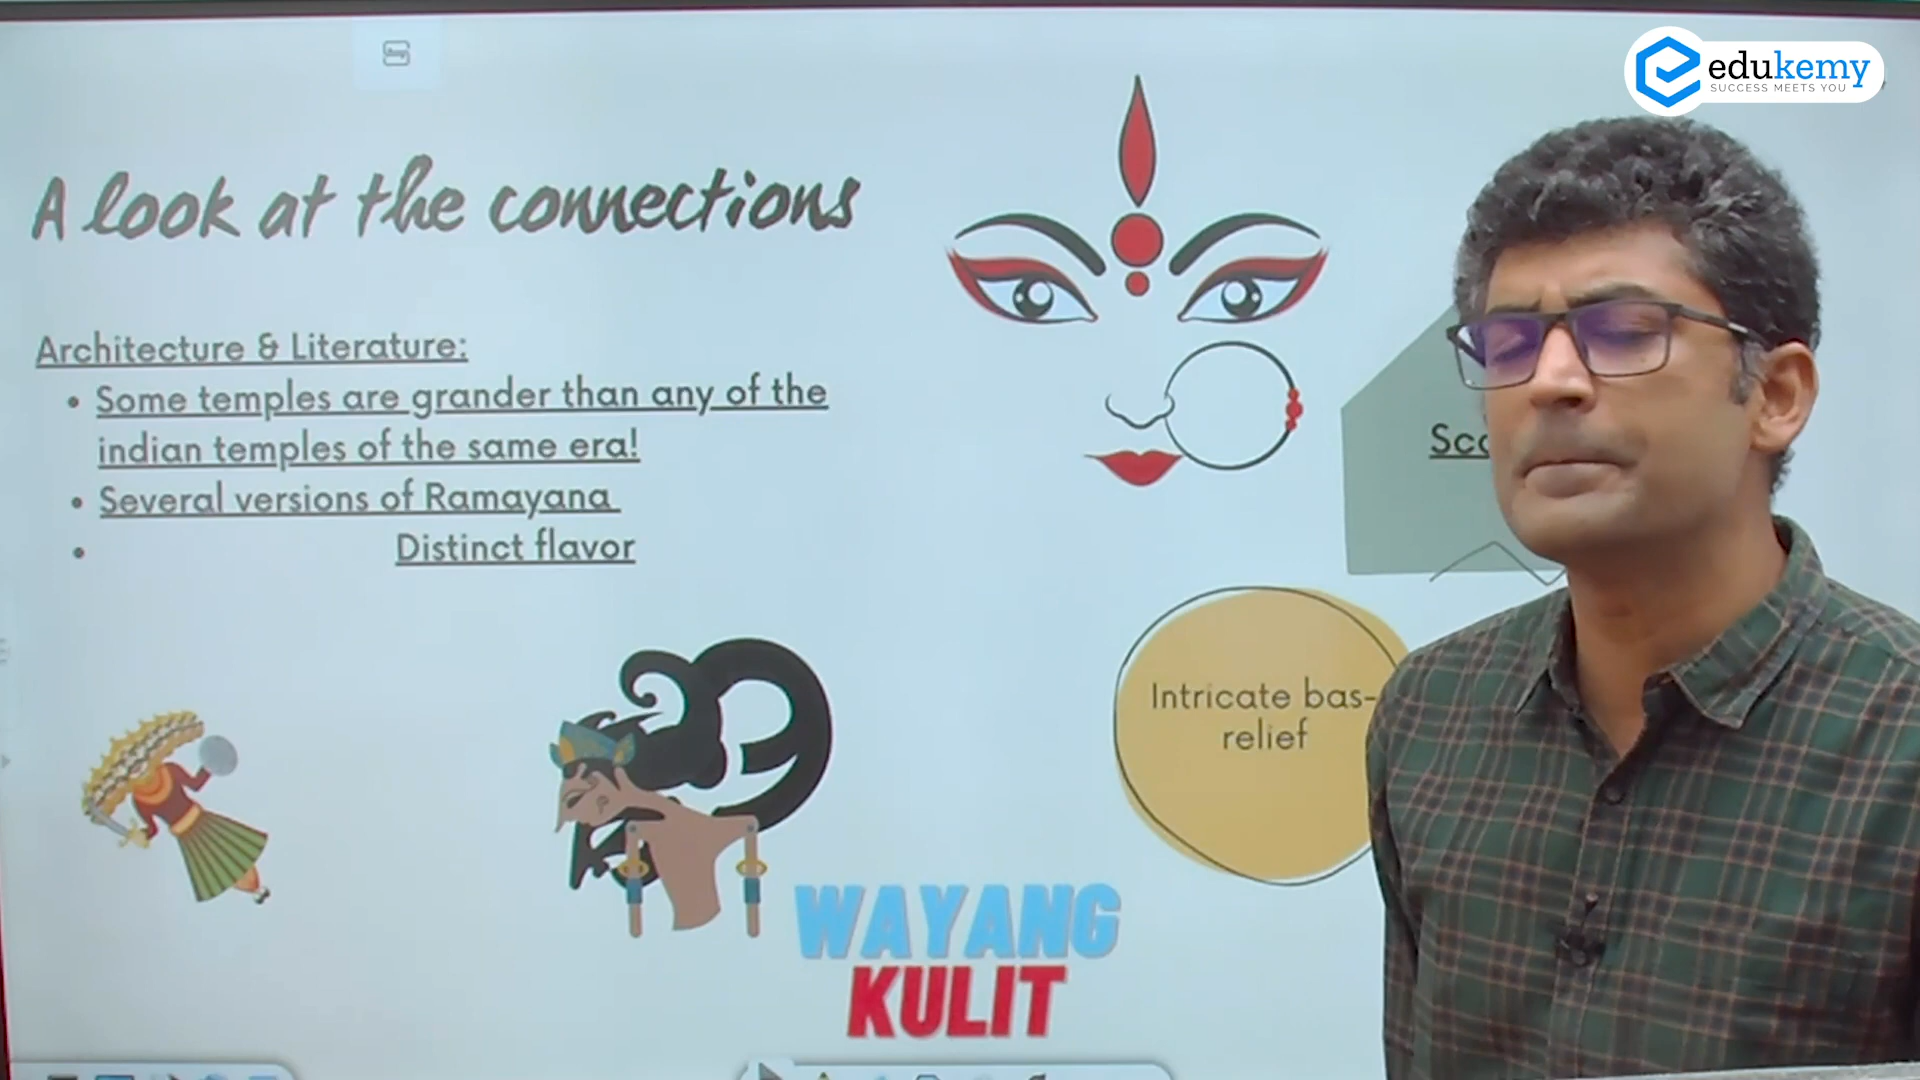 edukemy
SUCCESS MEETS YOU
A look at the connections
Architecture & Literature:
Some temples are grander than any of the
indian temples of the same era!
Several versions of Ramayana
Distinct flavor
Intricate bas-
relief
WAYANG
KULIT